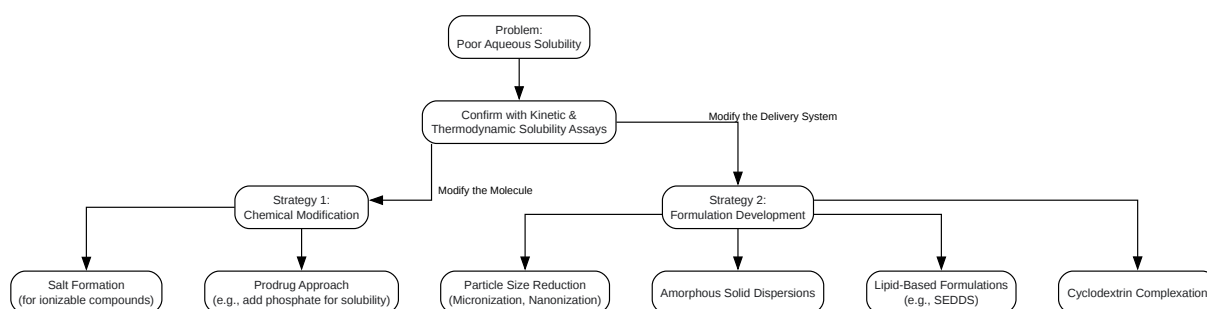 Problem:
Poor Aqueous Solubility
Confirm with Kinetic &
Thermodynamic Solubility Assays
Modify the Delivery System
Modify the Molecule
Strategy 1:
Chemical Modification
Strategy 2:
Formulation Development
Salt Formation
(for ionizable compounds)
Prodrug Approach
(e.g., add phosphate for solubility)
Particle Size Reduction
(Micronization, Nanonization)
Amorphous Solid Dispersions
Lipid-Based Formulations
(e.g., SEDDS)
Cyclodextrin Complexation